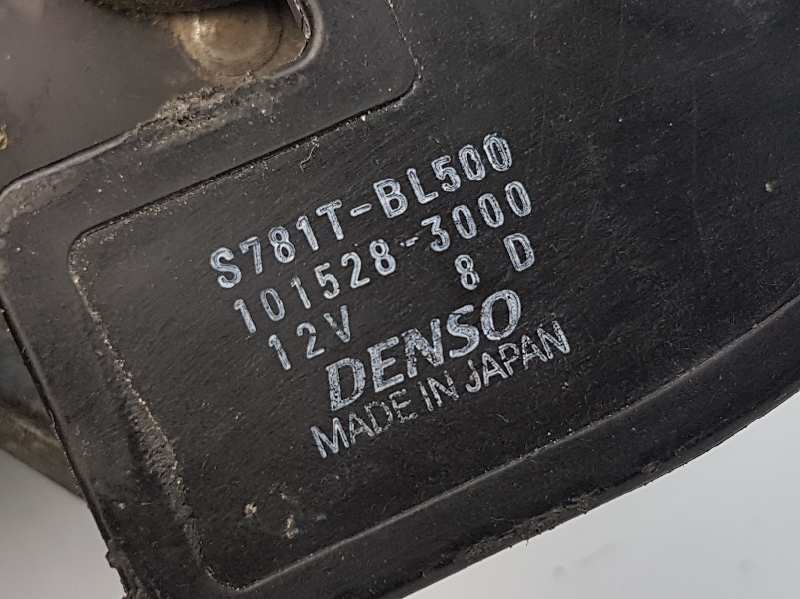 S781T-BL500
101528-3000
12V 8 D
DENSO
MADE IN JAPAN